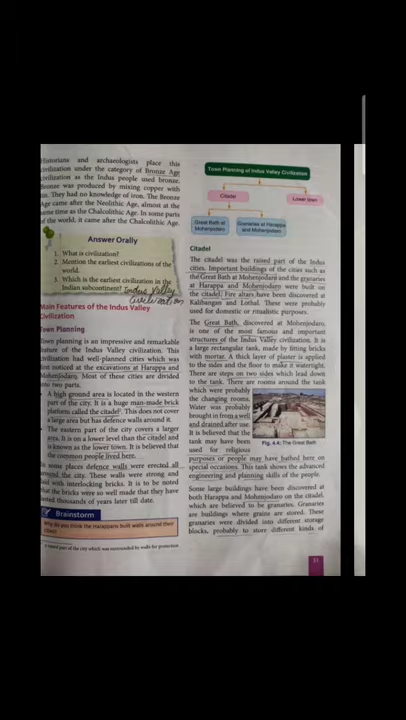 Historians and archaeologists place this
civilization under the category of Bronze Age
civilization as the Indus people used bronze.
Bronze was produced by mixing copper with
tin. They had no knowledge of iron. The Bronze
Age came after the Neolithic Age, almost at the
same time as the Chalcolithic Age. In some parts
of the world, it came after the Chalcolithic Age.
Answer Orally
1. What is civilization?
2. Mention the earliest civilizations of the
world.
3. Which is the earliest civilization in the
Indian subcontinent? Indus Valley
Civilization
Main Features of the Indus Valley
Civilization
Town Planning
Town planning is an impressive and remarkable
feature of the Indus Valley Civilization. This
civilization had well-planned cities which was
first noticed at the excavations at Harappa and
Mohenjodaro. Most of these cities are divided
into two parts.
• A high ground area is located in the western
part of the city. It is a huge man-made brick
platform called the citadel¹. This does not cover
a large area but has defence walls around it.
• The eastern part of the city covers a larger
area. It is on a lower level than the citadel and
is known as the lower town. It is believed that
the common people lived here.
In some places defence walls were erected all
around the city. These walls were strong and
laid with interlocking bricks. It is to be noted
that the bricks were so well made that they have
lasted thousands of years later till date.
Brainstorm
Why do you think the Harappans built walls around their
cities?
A raised part of the city which was surrounded by walls for protection
Town Planning of Indus Valley Civilization
Citadel
Lower town
Great Bath at
Mohenjodaro
Granaries at Harappa
and Mohenjodaro
Citadel
The citadel was the raised part of the Indus
cities. Important buildings of the cities such as
the Great Bath at Mohenjodaro and the granaries
at Harappa and Mohenjodaro were built on
the citadel. Fire altars have been discovered at
Kalibangan and Lothal. These were probably
used for domestic or ritualistic purposes.
The Great Bath, discovered at Mohenjodaro,
is one of the most famous and important
structures of the Indus Valley Civilization. It is
a large rectangular tank, made by fitting bricks
with mortar. A thick layer of plaster is applied
to the sides and the floor to make it watertight.
There are steps on two sides which lead down
to the tank. There are rooms around the tank
which were probably
the changing rooms.
Water was probably
brought in from a well
and drained after use.
It is believed that the
tank may have been
used for religious
Fig. 4.4: The Great Bath
purposes or people may have bathed here on
special occasions. This tank shows the advanced
engineering and planning skills of the people.
Some large buildings have been discovered at
both Harappa and Mohenjodaro on the citadel,
which are believed to be granaries. Granaries
are buildings where grains are stored. These
granaries were divided into different storage
blocks, probably to store different kinds of
31